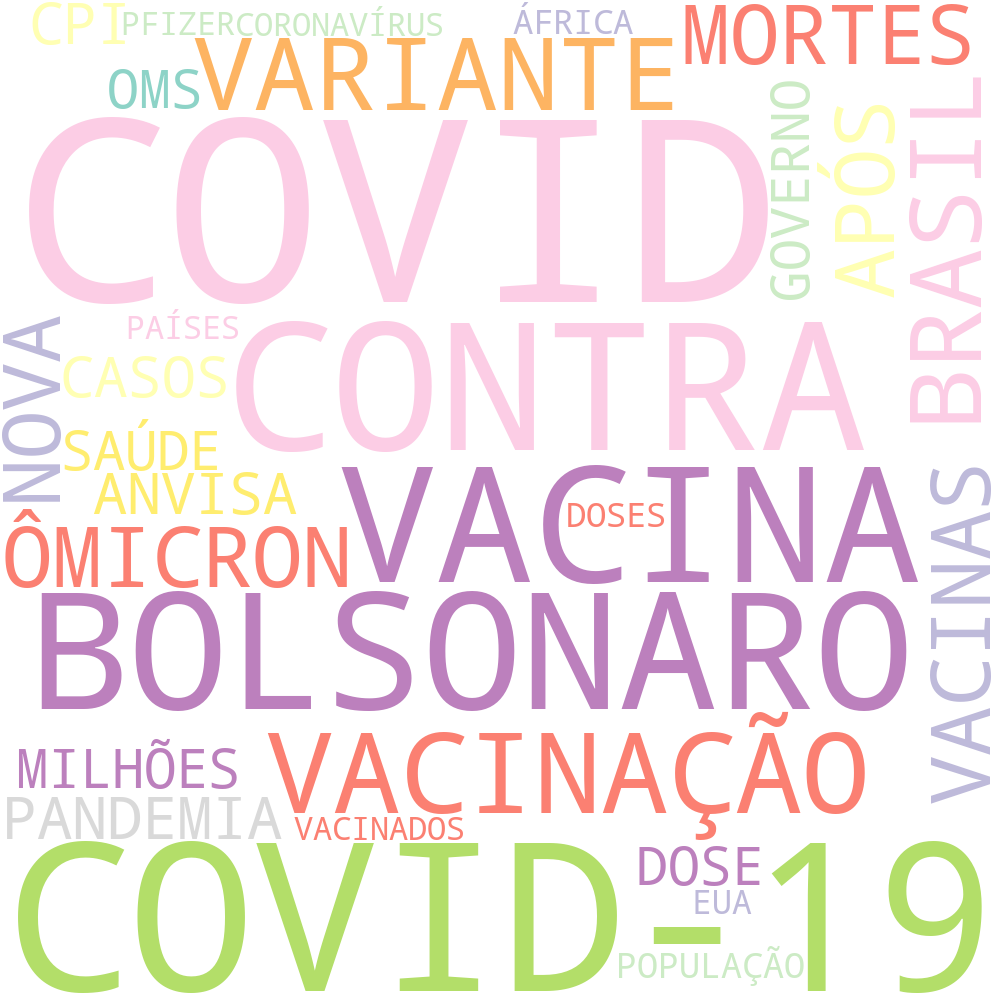 CPI
PFIZER
CORONAVÍRUS
ÁFRICA
MORTES
OMS
VARIANTE
COVID
GOVERNO
APÓS
BRASIL
PAÍSES
NOVA
CASOS
CONTRA
SAÚDE
ANVISA
VACINA
DOSES
VACINAS
ÔMICRON
BOLSONARO
MILHÕES
VACINAÇÃO
PANDEMIA
VACINADOS
COVID-19
DOSE
EUA
POPULAÇÃO